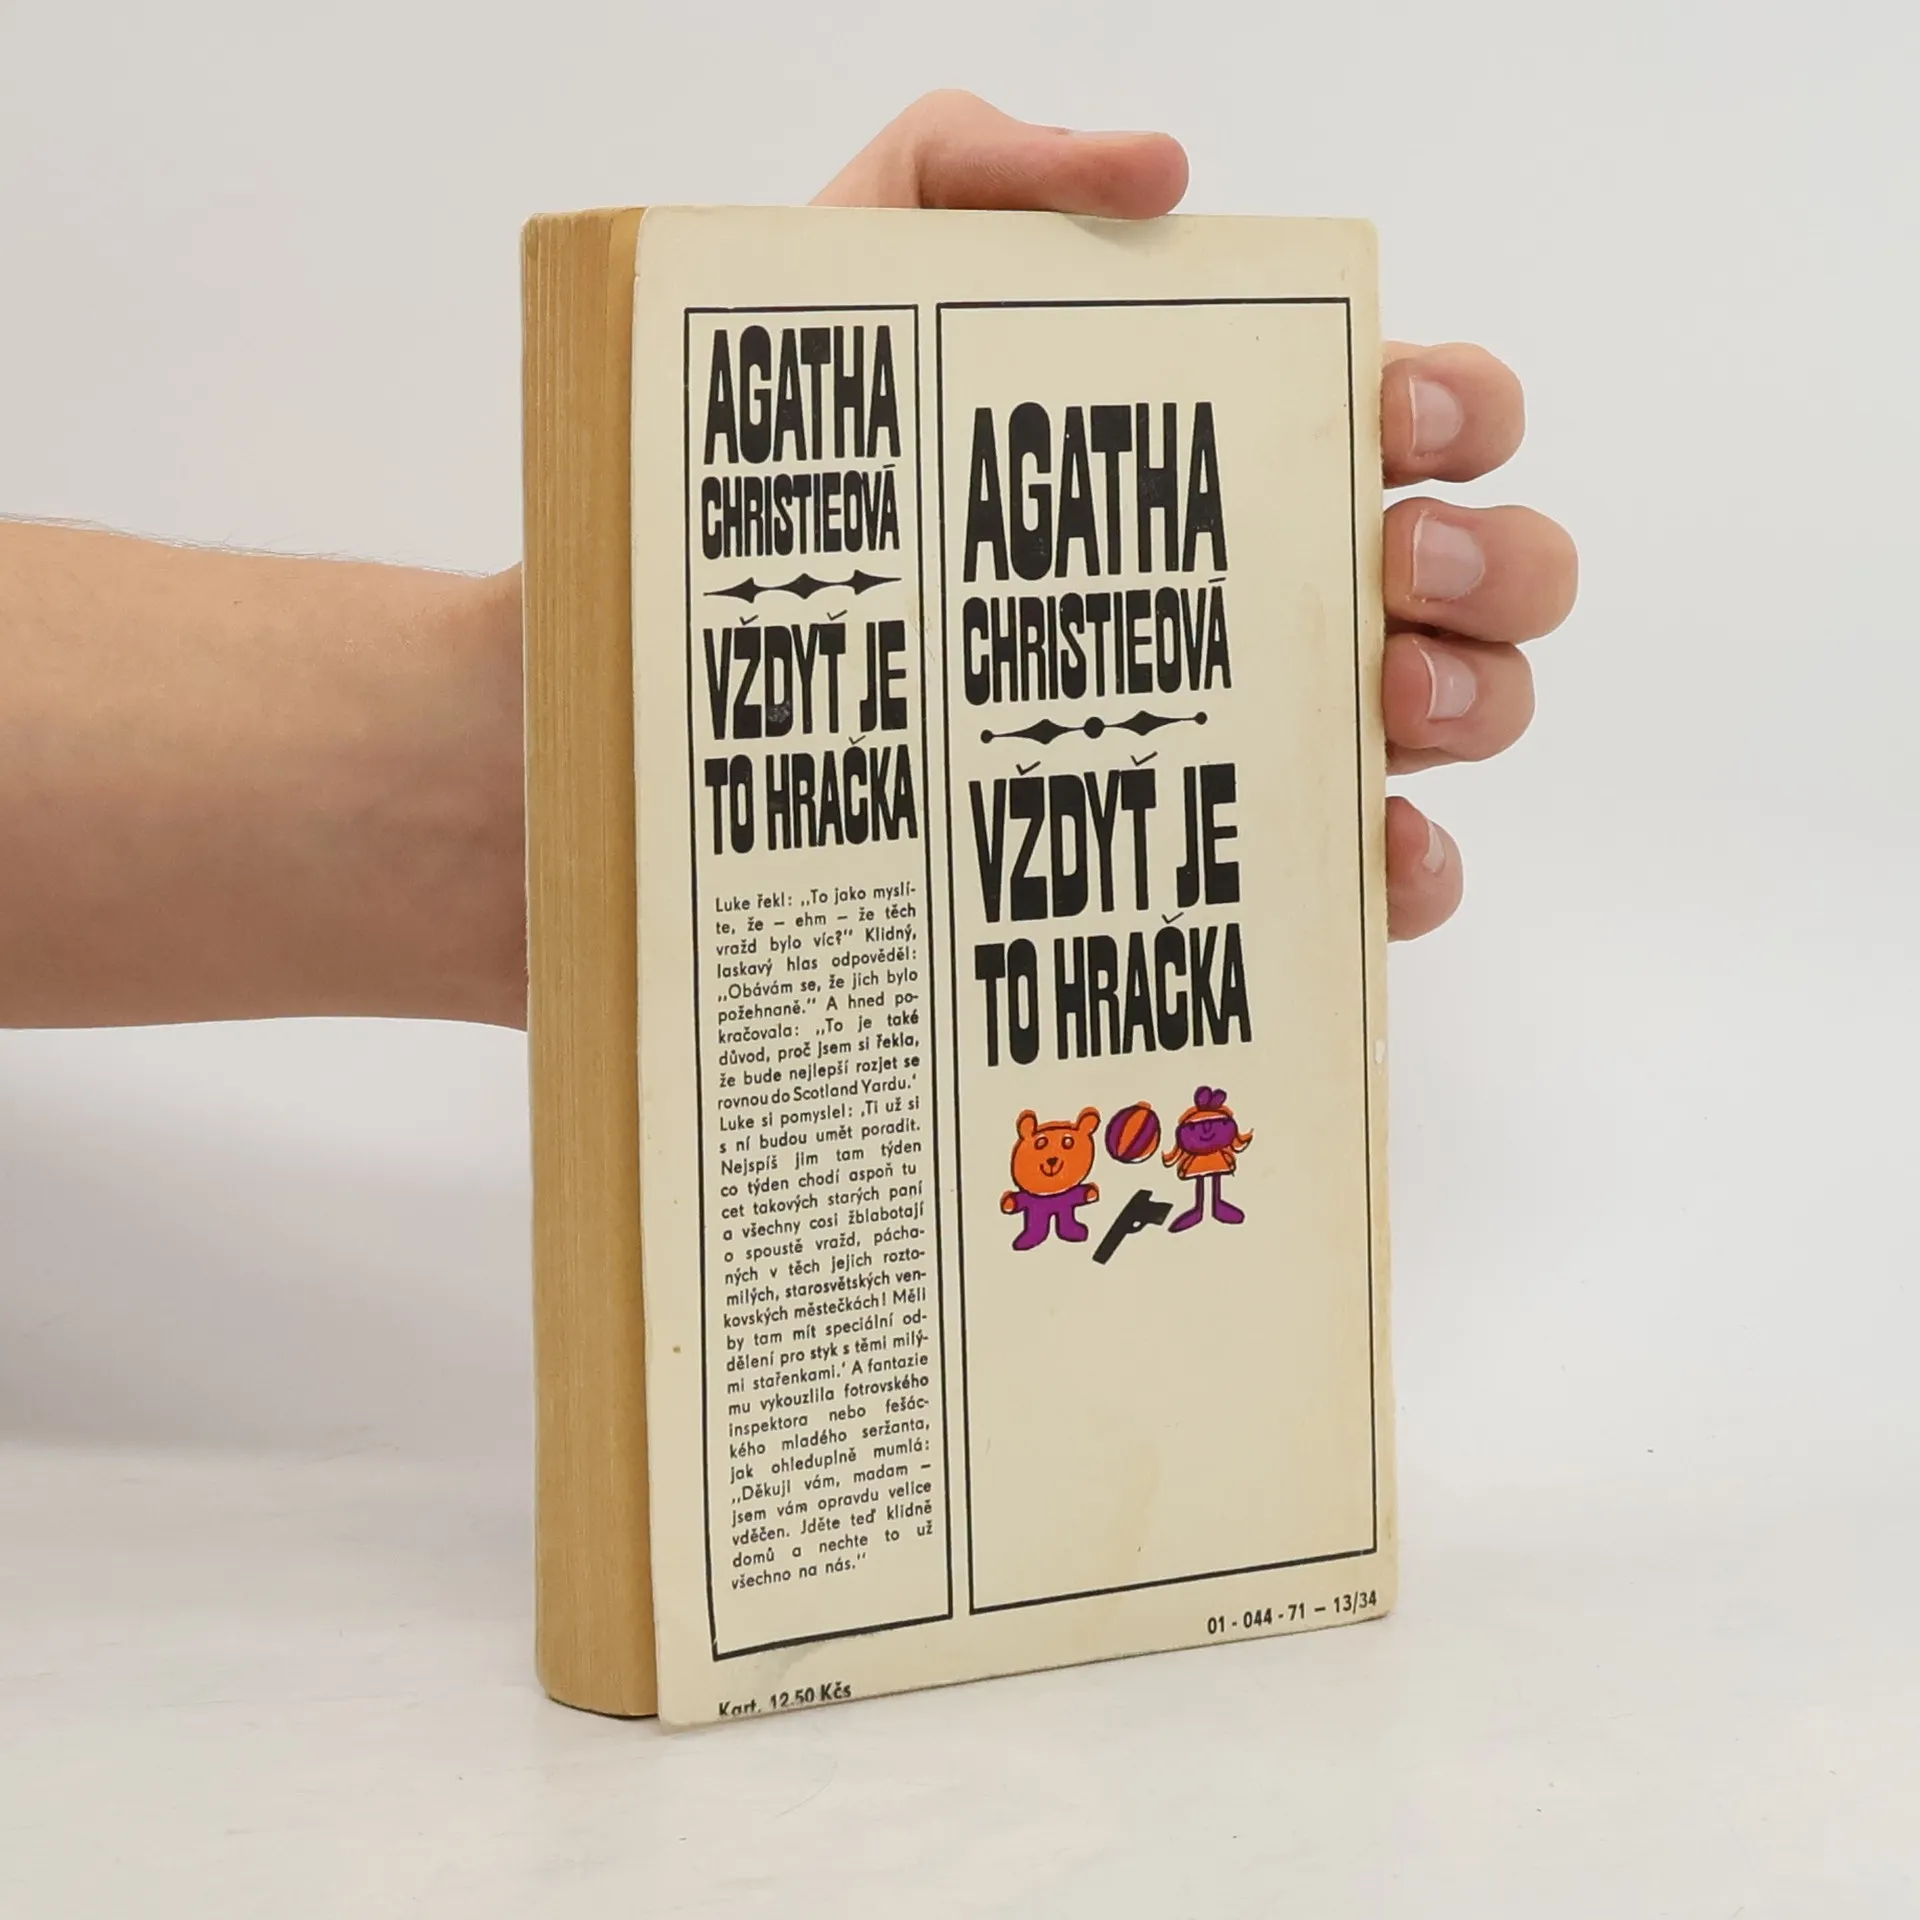 AGATHA
CHRISTIEOVÁ
VŽDYŤ JE
TO HRAČKA
Luke řekl: „To jako myslí-
te, že – ehm – že těch
vražd bylo víc?“ Klidný,
laskavý hlas odpověděl:
„Obávám se, že jich bylo
požehnaně.“ A hned po-
kračovala: „To je také
důvod, proč jsem si řekla,
že bude nejlepší rozjet se
rovnou do Scotland Yardu.‘
Luke si pomyslel: ‚Ti už si
s ní budou umět poradit.
Nejspíš jim tam týden
co týden chodí aspoň tu
cet takových starých paní
a všechny cosi žblabotají
o spoustě vražd, pácha-
ných v těch jejich rozto-
milých, starosvětských ven-
kovských městečkách! Měli
by tam mít speciální od-
dělení pro styk s těmi milý-
mi stařenkami.‘ A fantazie
mu vykouzlila fotrovského
inspektora nebo fešác-
kého mladého seržanta,
jak ohleduplně mumlá:
„Děkuji vám, madam –
jsem vám opravdu velice
vděčen. Jděte teď klidně
domů a nechte to už
všechno na nás.“
Kart. 12.50 Kčs
AGATHA
CHRISTIEOVÁ
VŽDYŤ JE
TO HRAČKA
01 - 044 - 71 – 13/34